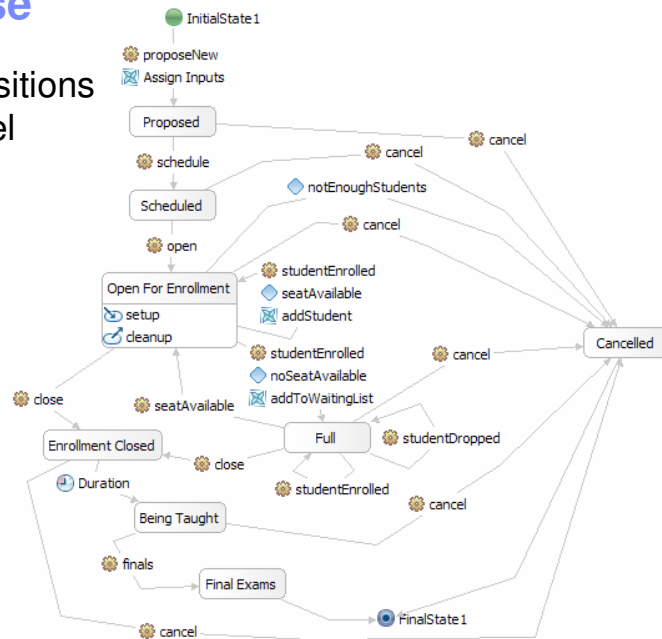 se
InitialState1
proposeNew
sitions
Assign Inputs
el
Proposed
cancel
schedule
cancel
notEnoughStudents
Scheduled
cancel
open
studentEnrolled
Open For Enrollment
seatAvailable
setup
addStudent
cleanup
Cancelled
studentEnrolled
cancel
noSeatAvailable
close
seatAvailable
addToWaitingList
Enrollment Closed
Full
studentDropped
close
Duration
studentEnrolled
cancel
Being Taught
finals
Final Exams
FinalState1
cancel